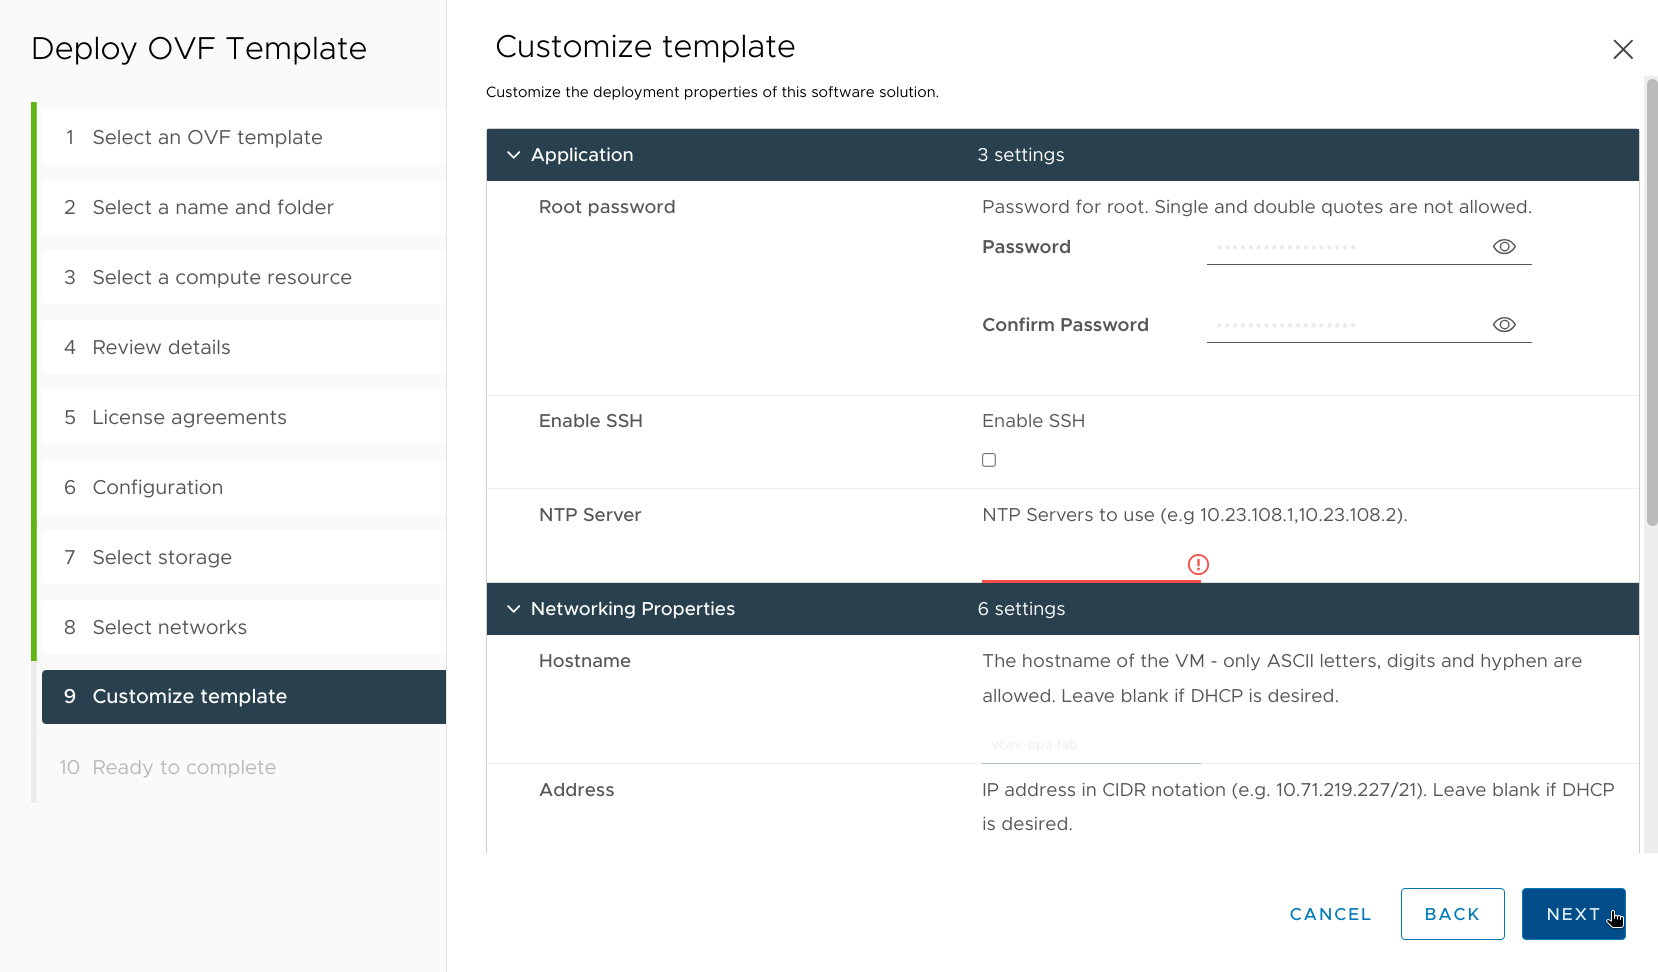 Deploy OVF Template
1 Select an OVF template
2 Select a name and folder
3 Select a compute resource
4 Review details
5 License agreements
6 Configuration
7 Select storage
8 Select networks
9 Customize template
10 Ready to complete
Customize template
Customize the deployment properties of this software solution.
Application 3 settings
Root password Password for root. Single and double quotes are not allowed.
Password
Confirm Password
Enable SSH Enable SSH
NTP Server NTP Servers to use (e.g 10.23.108.1,10.23.108.2).
Networking Properties 6 settings
Hostname The hostname of the VM - only ASCII letters, digits and hyphen are
allowed. Leave blank if DHCP is desired.
vcav-opa-lab
Address IP address in CIDR notation (e.g. 10.71.219.227/21). Leave blank if DHCP
is desired.
CANCEL BACK NEXT